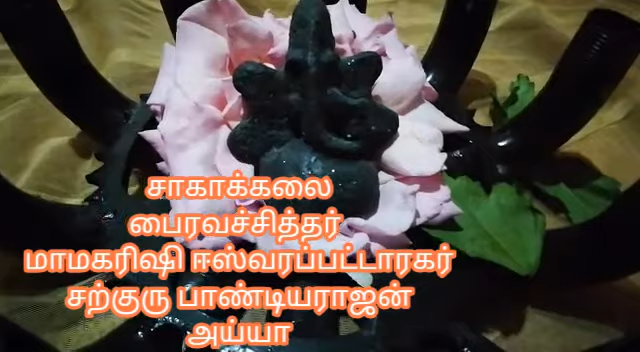 சாகாக்கலை
பைரவச்சித்தர்
மாமகரிஷி ஈஸ்வரப்பட்டாரகர்
சற்குரு பாண்டியராஜன்
அய்யா